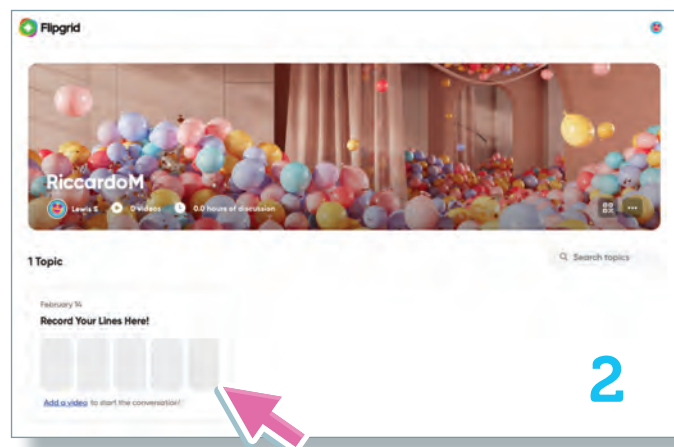 Flipgrid
RiccardoM
Lewis S 0 videos 0.0 hours of discussion
1 Topic
Search topics
February 14
Record Your Lines Here!
Add a video to start the conversation!
2